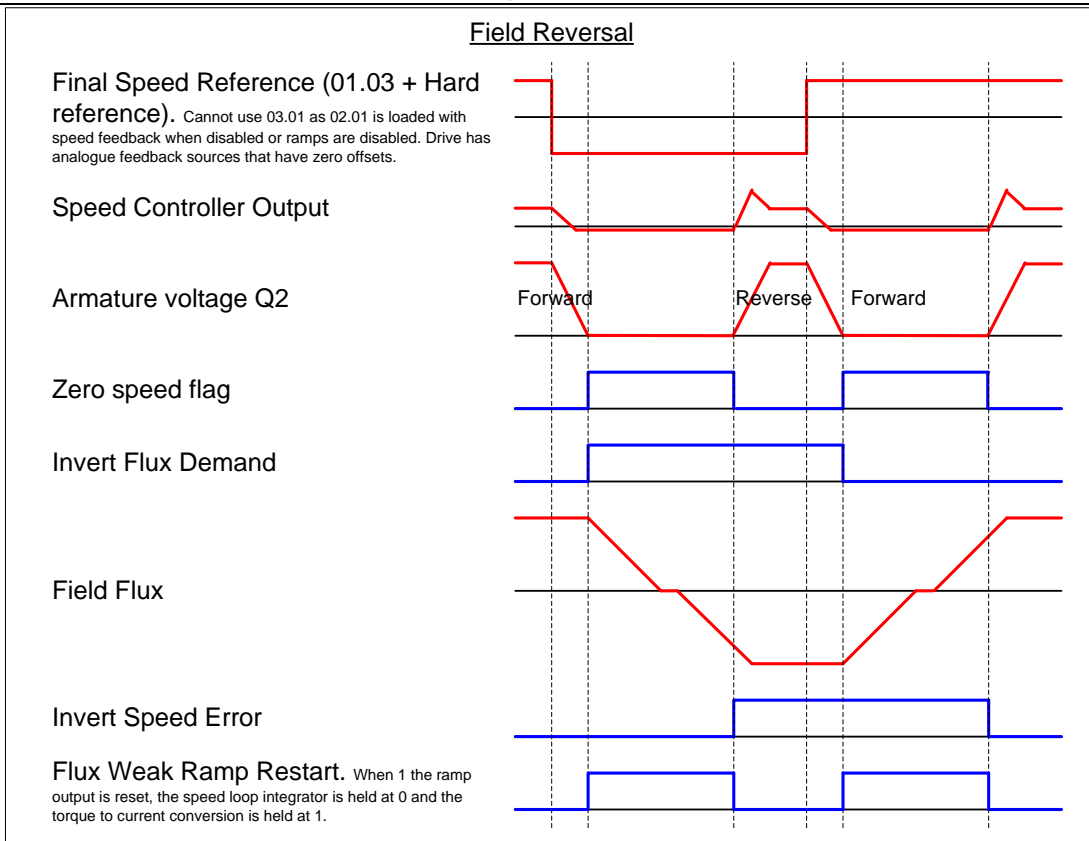 Field Reversal
Final Speed Reference (01.03 + Hard
reference). Cannot use 03.01 as 02.01 is loaded with
speed feedback when disabled or ramps are disabled. Drive has
analogue feedback sources that have zero offsets.
Speed Controller Output
Armature voltage Q2
Forward
Reverse
Forward
Zero speed flag
Invert Flux Demand
Field Flux
Invert Speed Error
Flux Weak Ramp Restart. When 1 the ramp
output is reset, the speed loop integrator is held at 0 and the
torque to current conversion is held at 1.